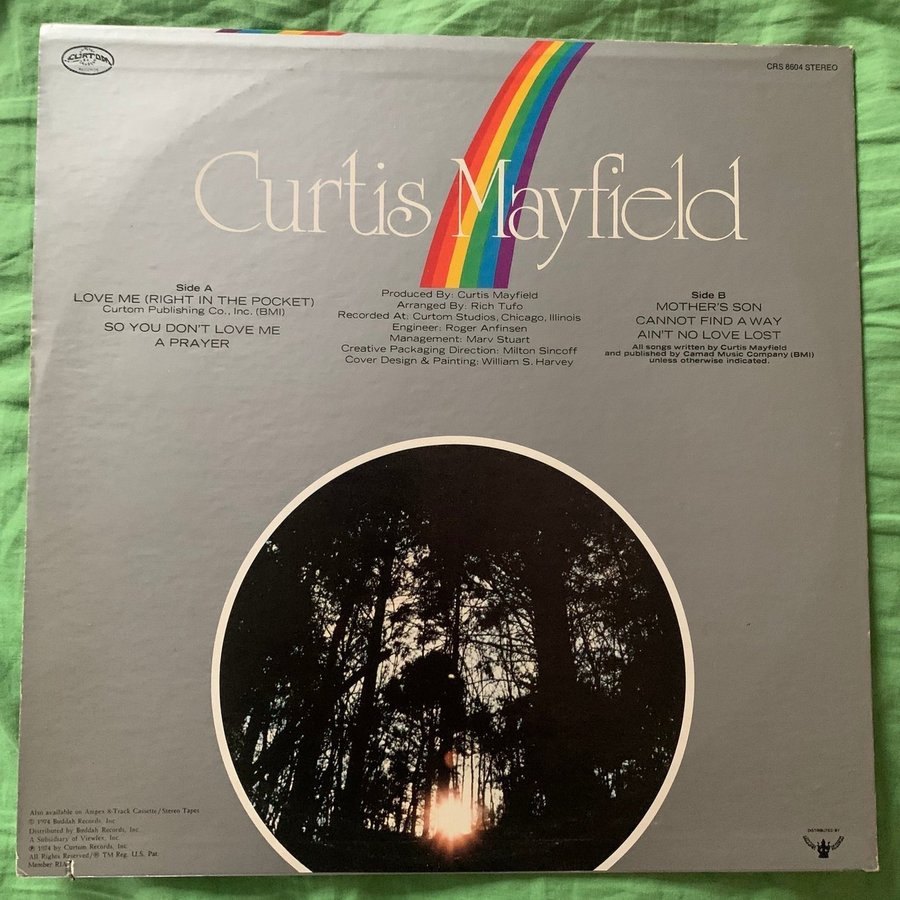 CURTOM
RECORDS
CRS 8604 STEREO
Curtis Mayfield
Side A
LOVE ME (RIGHT IN THE POCKET)
Curtom Publishing Co., Inc. (BMI)
SO YOU DON'T LOVE ME
A PRAYER
Produced By: Curtis Mayfield
Arranged By: Rich Tufo
Recorded At: Curtom Studios, Chicago, Illinois
Engineer: Roger Anfinsen
Management: Marv Stuart
Creative Packaging Direction: Milton Sincoff
Cover Design & Painting: William S. Harvey
Side B
MOTHER'S SON
CANNOT FIND A WAY
AIN'T NO LOVE LOST
All songs written by Curtis Mayfield
and published by Camad Music Company (BMI)
unless otherwise indicated.
Also available on Ampex 8-Track Cassette/Stereo Tapes
© 1974 Buddah Records, Inc.
Distributed by Buddah Records, Inc.
A Subsidiary of Viewlex, Inc.
℗ 1974 by Curtom Records, Inc.
All Rights Reserved/® TM Reg. U.S. Pat.
Member RIA
DISTRIBUTED BY